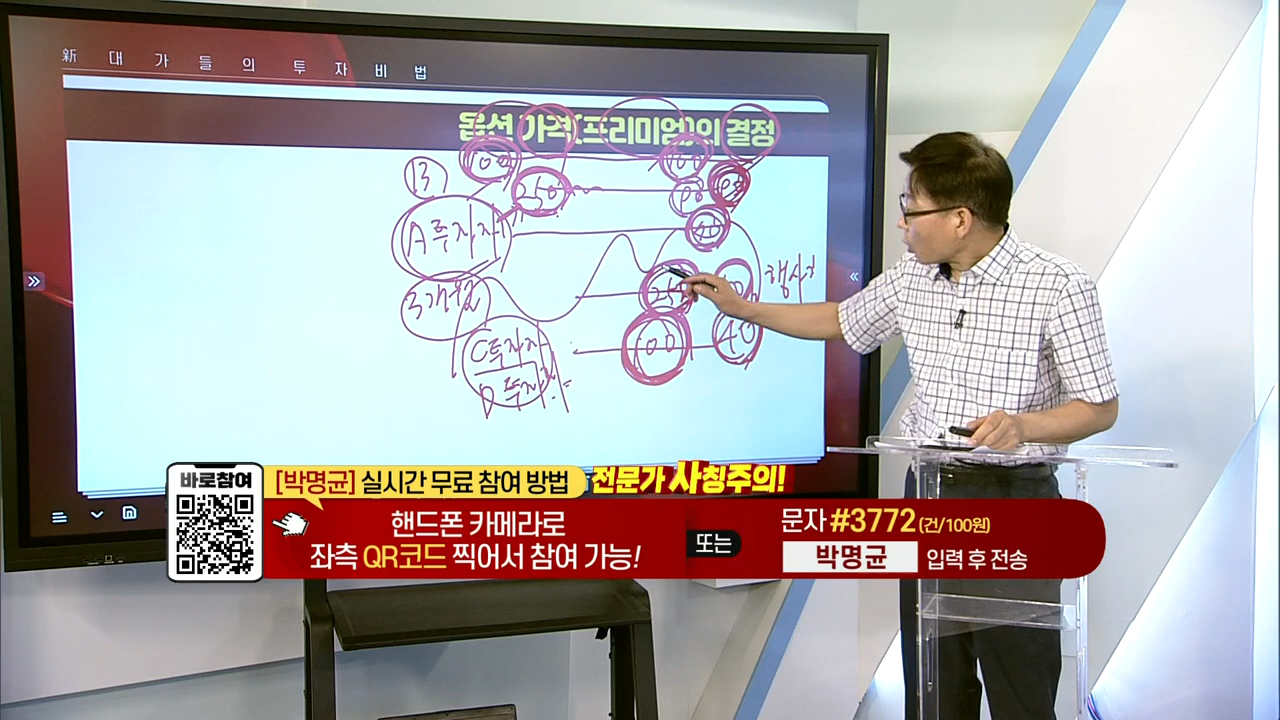 新 대 가 들 의 투 자 비 법
옵션 가격(프리미엄)의 결정
100
100
13
250
90
A투자자
3개월
250
행사가
C투자자
100
40
D투자
바로참여
[박명균] 실시간 무료 참여 방법
전문가 사칭주의!
핸드폰 카메라로
좌측 QR코드 찍어서 참여 가능!
또는
문자 #3772 (건/100원)
박명균 입력 후 전송